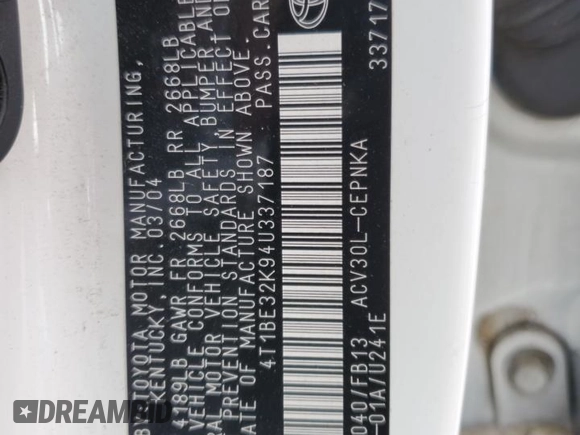 TOYOTA MOTOR MANUFACTURING,
KENTUCKY, INC. 03/04
4189LB GAWR FR 2668LB RR 2668LB
VEHICLE CONFORMS TO ALL APPLICABLE
MOTOR VEHICLE SAFETY, BUMPER AND
PREVENTION STANDARDS IN EFFECT ON
ATE OF MANUFACTURE SHOWN ABOVE.
4T1BE32K94U337187 PASS.CAR
ACV30L-CEPNKA
040/FB13
-01A/U241E 33717
TOYOTA
AUTOBIDCAR